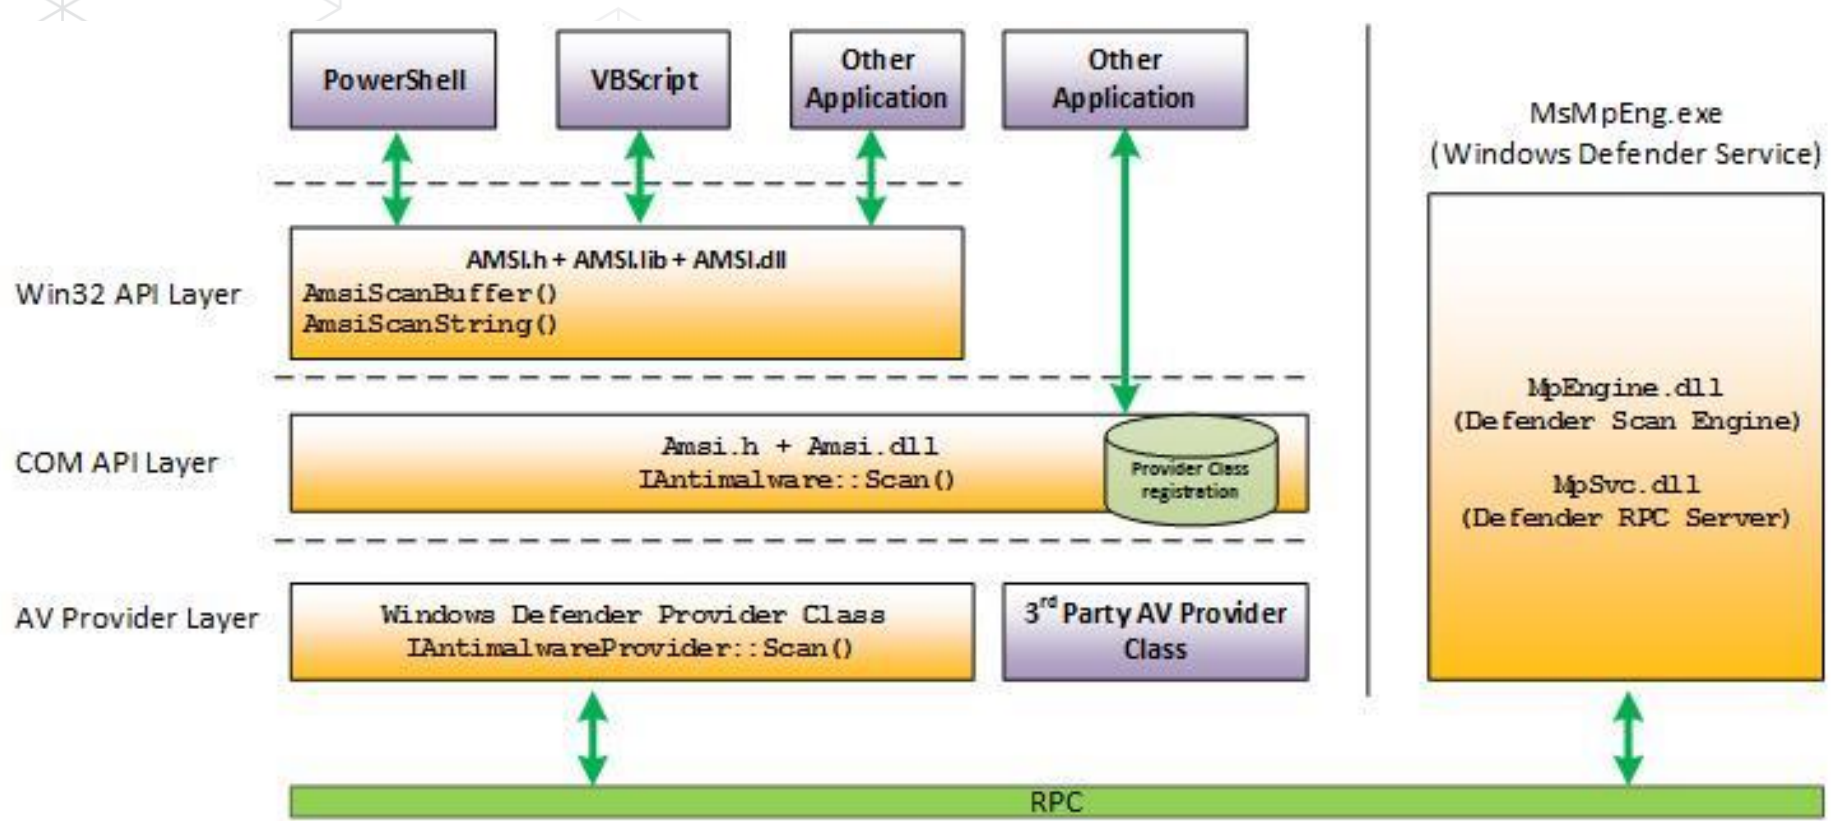 PowerShell
VBScript
Other
Application
Other
Application
MsMpEng.exe
(Windows Defender Service)
Win32 API Layer
AMSI.h + AMSI.lib + AMSI.dll
AmsiScanBuffer()
AmsiScanString()
COM API Layer
Amsi.h + Amsi.dll
IAntimalware::Scan()
Provider Class
registration
MpEngine.dll
(Defender Scan Engine)
MpSvc.dll
(Defender RPC Server)
AV Provider Layer
Windows Defender Provider Class
IAntimalwareProvider::Scan()
3rd Party AV Provider
Class
RPC